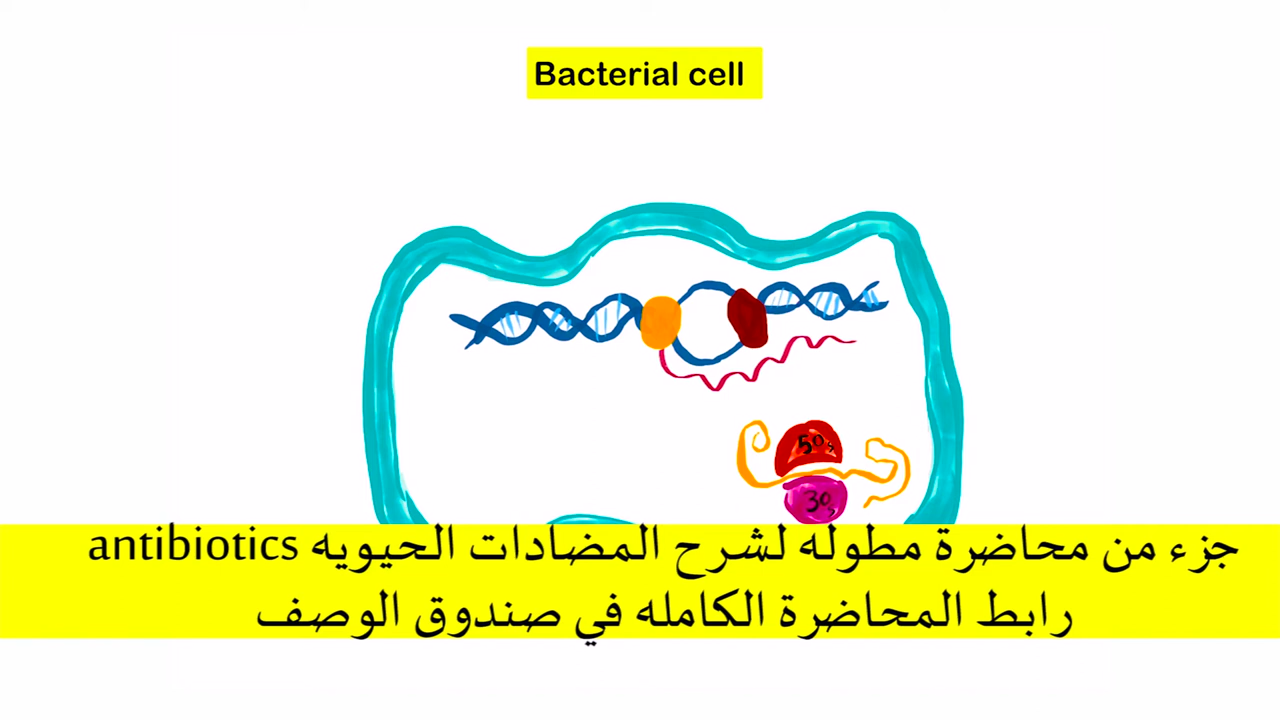 Bacterial cell
50s
30s
جزء من محاضرة مطوله لشرح المضادات الحيويه antibiotics
رابط المحاضرة الكامله في صندوق الوصف